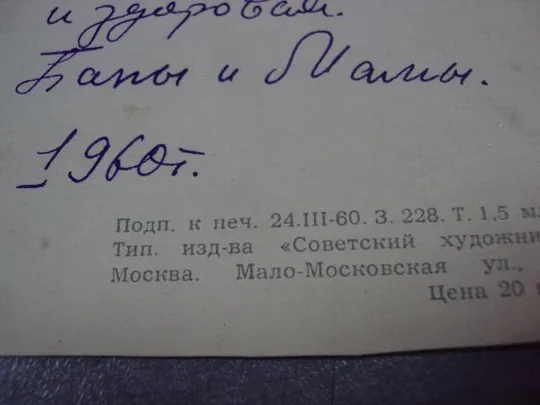 и здоровья.
Папы и Мамы.
1960г.
Подп. к печ. 24.III-60. З. 228. Т. 1,5 м
Тип. изд-ва «Советский художни
Москва. Мало-Московская ул.,
Цена 20